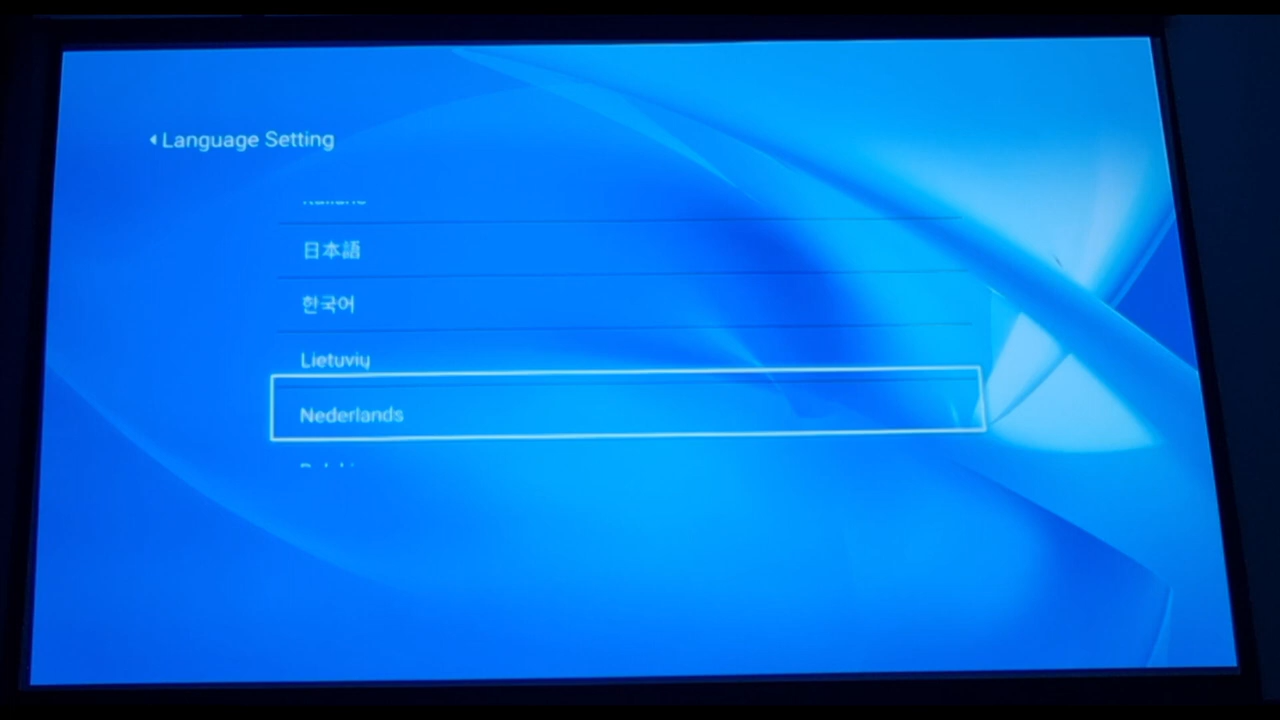 Language Setting
日本語
한국어
Lietuvių
Nederlands